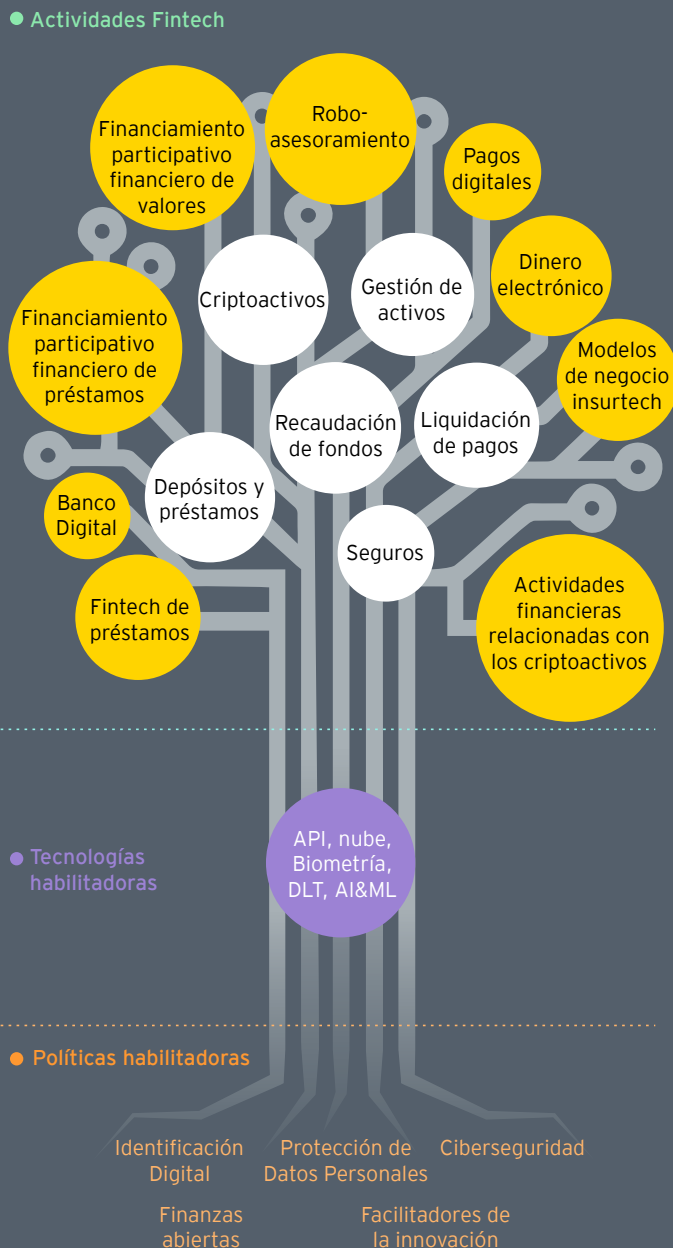 Actividades Fintech
Financiamiento
participativo
financiero de
valores
Robo-
asesoramiento
Pagos
digitales
Criptoactivos
Gestión de
activos
Dinero
electrónico
Financiamiento
participativo
financiero de
préstamos
Modelos
de negocio
insurtech
Recaudación
de fondos
Liquidación
de pagos
Depósitos y
préstamos
Banco
Digital
Seguros
Fintech de
préstamos
Actividades
financieras
relacionadas con
los criptoactivos
Tecnologías
habilitadoras
API, nube,
Biometría,
DLT, AI&ML
Políticas habilitadoras
Identificación
Digital
Protección de
Datos Personales
Ciberseguridad
Finanzas
abiertas
Facilitadores de
la innovación